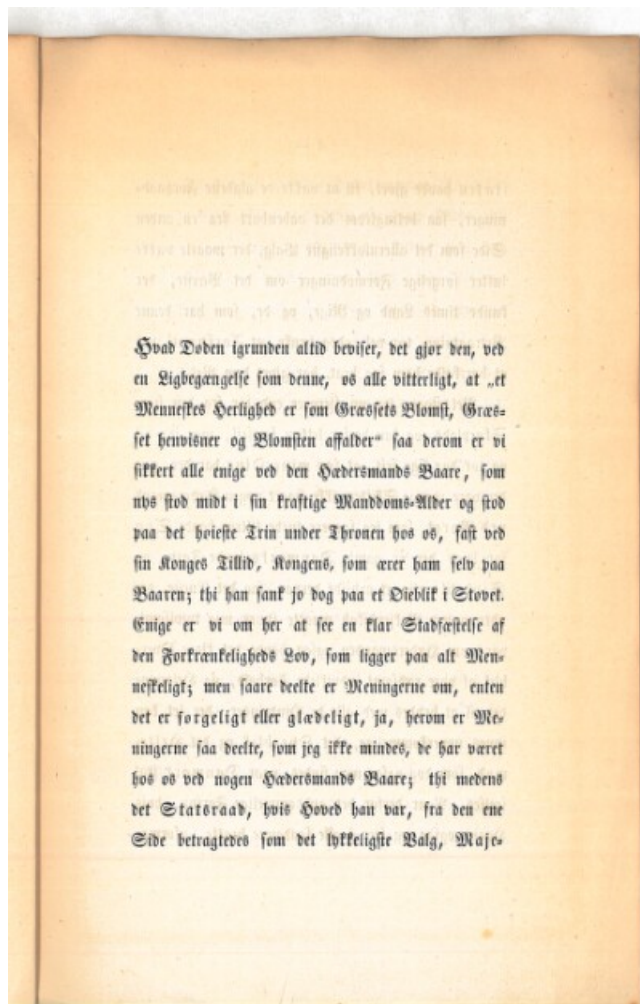 Hvad Døden igrunden altid beviser, det gjør den, ved
en Ligbegængelse som denne, os alle vitterligt, at „et
Menneskes Herlighed er som Græssets Blomst, Græs-
set henvisner og Blomsten affalder“ saa derom er vi
sikkert alle enige ved den Hædersmands Baare, som
nys stod midt i sin kraftige Manddoms-Alder og stod
paa det høieste Trin under Thronen hos os, fast ved
sin Konges Tillid, Kongens, som ærer ham selv paa
Baaren; thi han sank jo dog paa et Øieblik i Støvet.
Enige er vi om her at see en klar Stadfæstelse af
den Forkrænkeligheds Lov, som ligger paa alt Men-
neskeligt; men saare deelte er Meningerne om, enten
det er sørgeligt eller glædeligt, ja, herom er Me-
ningerne saa deelte, som jeg ikke mindes, de har været
hos os ved nogen Hædersmands Baare; thi medens
det Statsraad, hvis Hoved han var, fra den ene
Side betragtedes som det lykkeligste Valg, Maje-